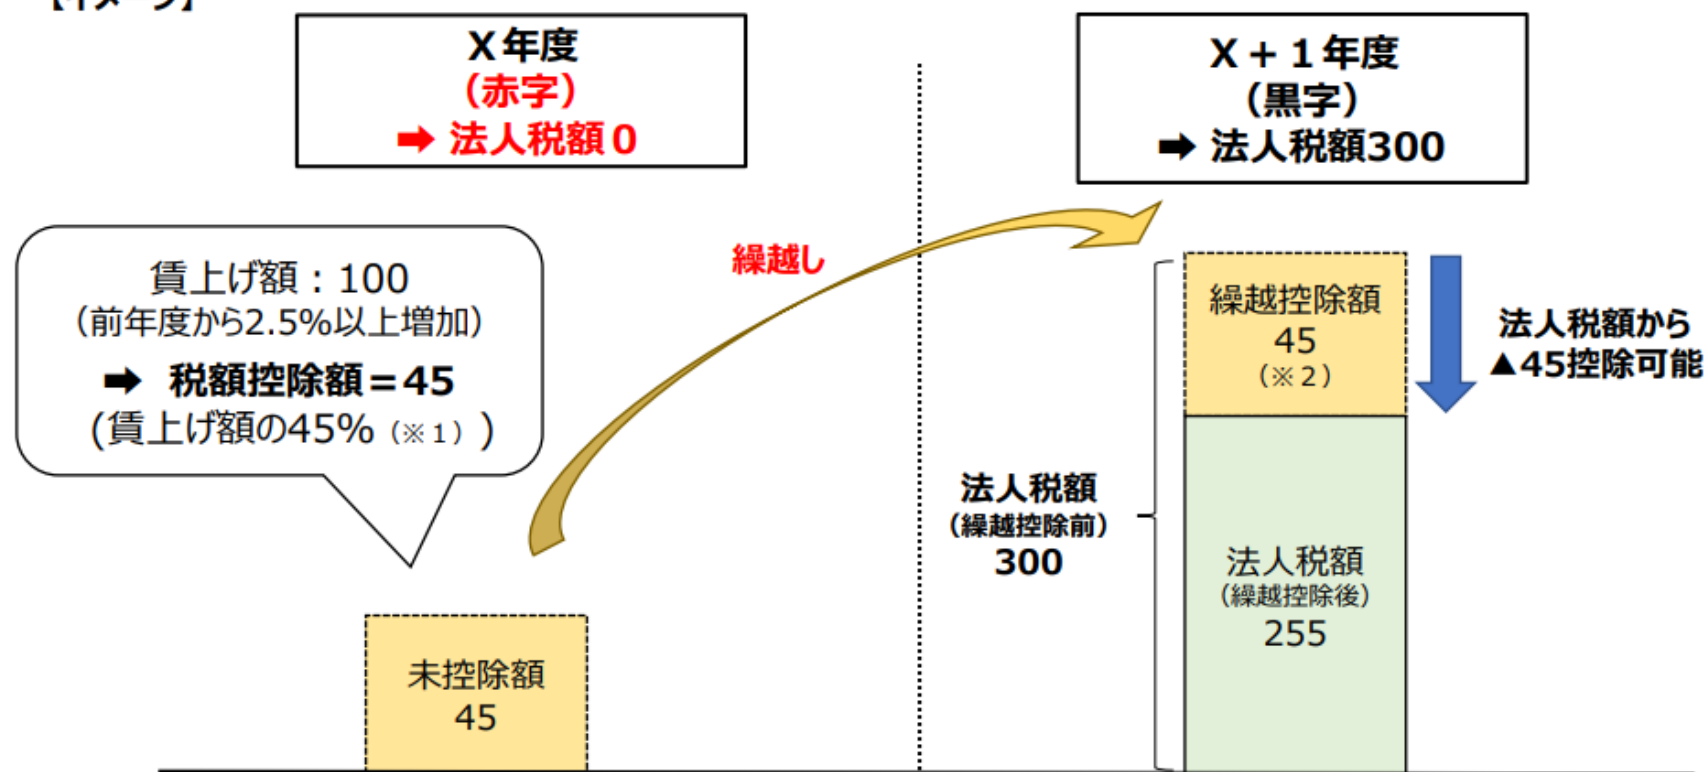 【イメージ】
X年度
（赤字）
➡ 法人税額０
X＋１年度
（黒字）
➡ 法人税額300
賃上げ額：100
（前年度から2.5%以上増加）
➡ 税額控除額＝45
(賃上げ額の45%（※１）)
繰越し
未控除額
45
繰越控除額
45
（※２）
法人税額から
▲45控除可能
法人税額
（繰越控除前）
300
法人税額
（繰越控除後）
255